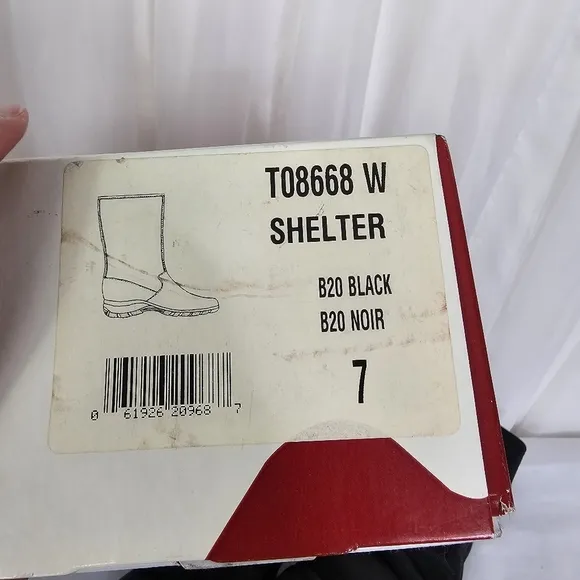 T08668 W
SHELTER
B20 BLACK
B20 NOIR
7
0 61926 20968 7